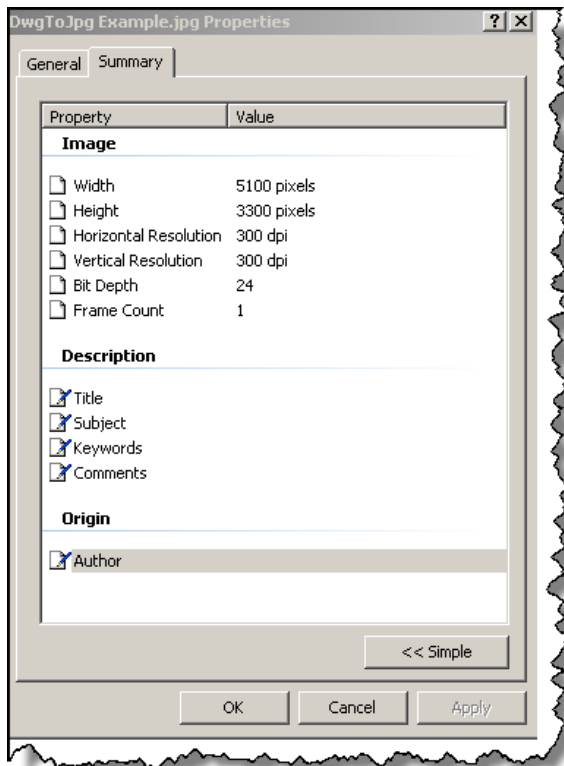 DwgToJpg Example.jpg Properties
General Summary
Property Value
Image
Width 5100 pixels
Height 3300 pixels
Horizontal Resolution 300 dpi
Vertical Resolution 300 dpi
Bit Depth 24
Frame Count 1
Description
Title
Subject
Keywords
Comments
Origin
Author
<< Simple
OK Cancel Apply